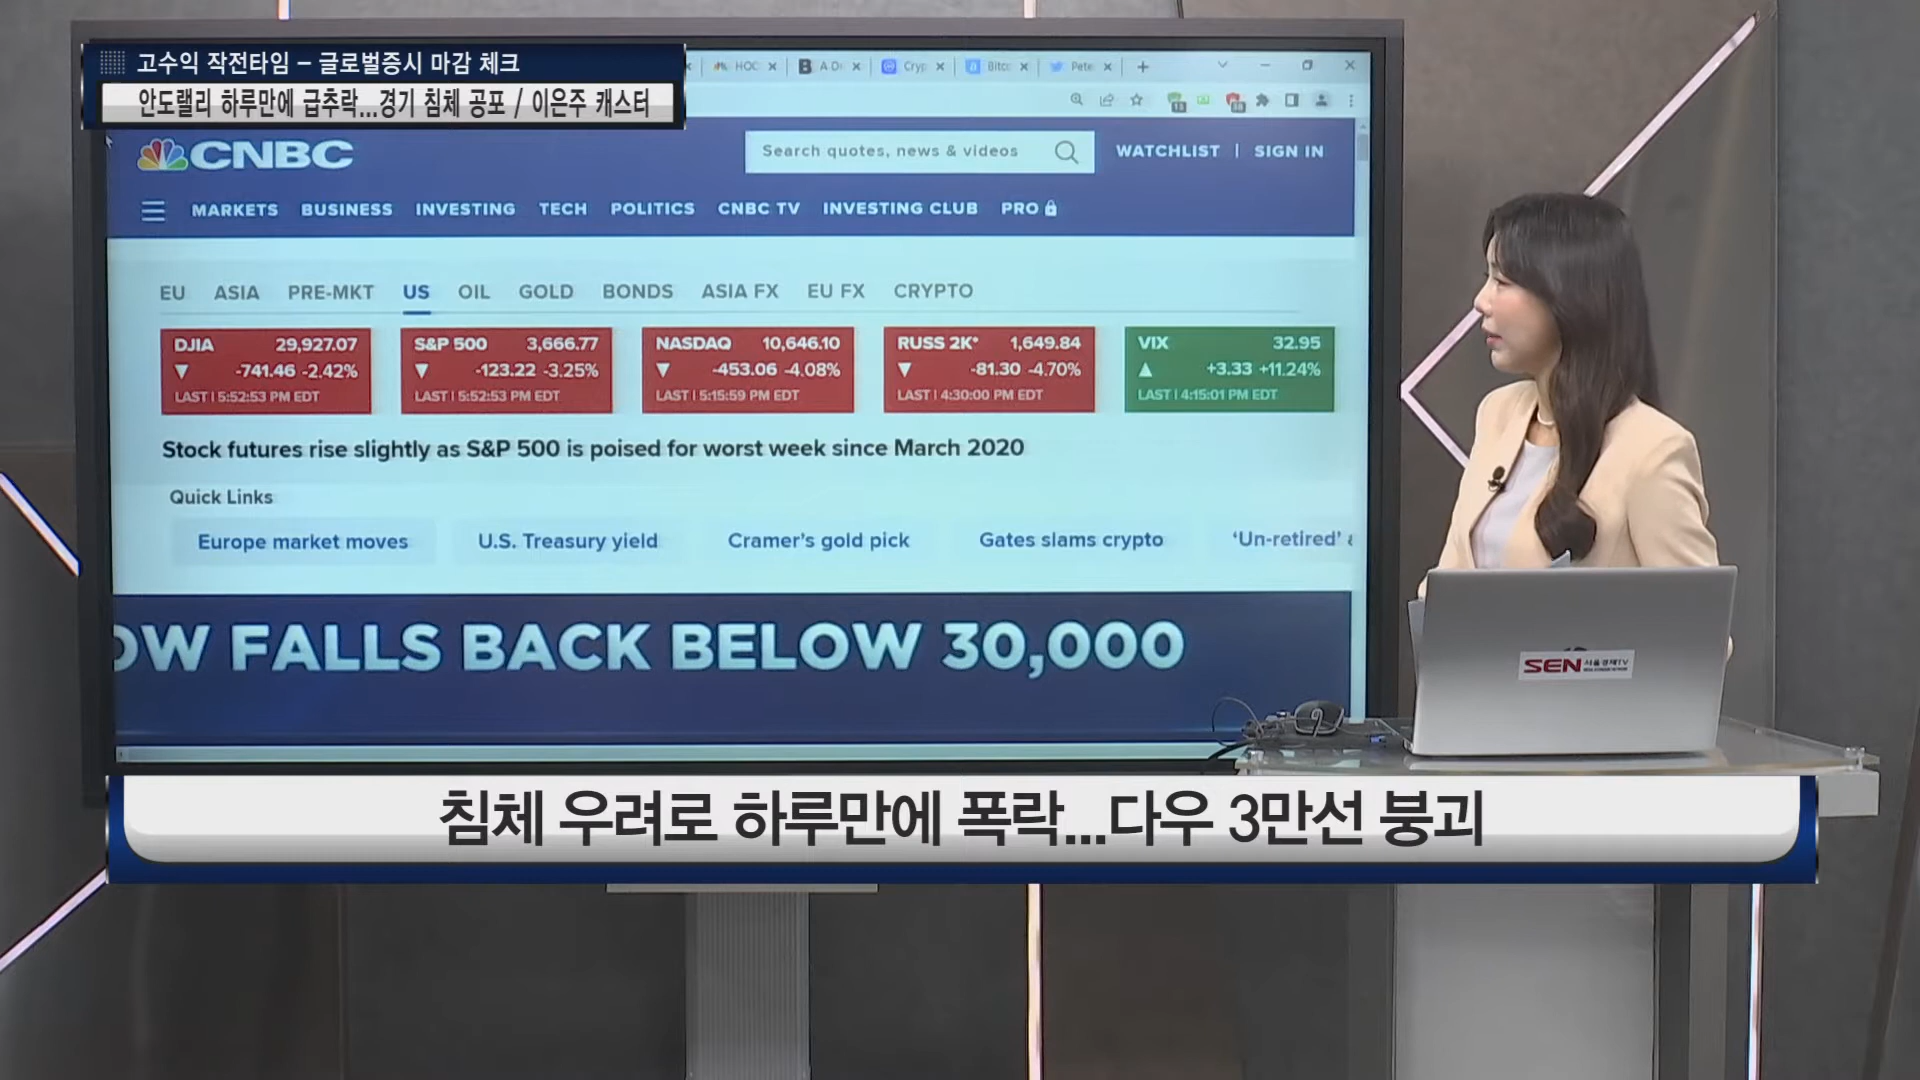 고수익 작전타임 – 글로벌증시 마감 체크
안도랠리 하루만에 급추락...경기 침체 공포 / 이은주 캐스터
HOC
A D
Cryp
Bitc
Pete
CNBC
Search quotes, news & videos
WATCHLIST | SIGN IN
MARKETS BUSINESS INVESTING TECH POLITICS CNBC TV INVESTING CLUB PRO
EU ASIA PRE-MKT US OIL GOLD BONDS ASIA FX EU FX CRYPTO
DJIA 29,927.07
▼ -741.46 -2.42%
LAST | 5:52:53 PM EDT
S&P 500 3,666.77
▼ -123.22 -3.25%
LAST | 5:52:53 PM EDT
NASDAQ 10,646.10
▼ -453.06 -4.08%
LAST | 5:15:59 PM EDT
RUSS 2K* 1,649.84
▼ -81.30 -4.70%
LAST | 4:30:00 PM EDT
VIX 32.95
▲ +3.33 +11.24%
LAST | 4:15:01 PM EDT
Stock futures rise slightly as S&P 500 is poised for worst week since March 2020
Quick Links
Europe market moves U.S. Treasury yield Cramer's gold pick Gates slams crypto 'Un-retired'
OW FALLS BACK BELOW 30,000
SEN 서울경제TV
침체 우려로 하루만에 폭락...다우 3만선 붕괴